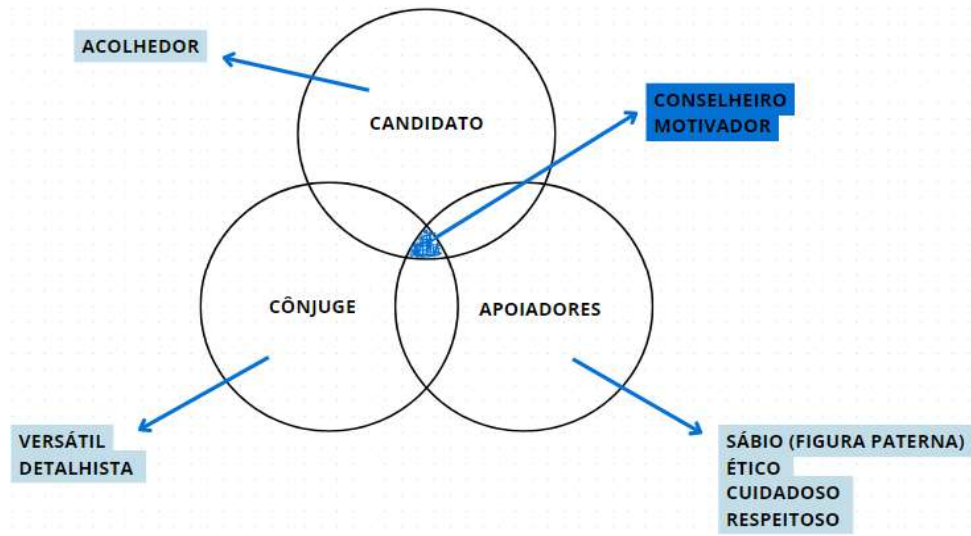 ACOLHEDOR
CANDIDATO
CONSELHEIRO
MOTIVADOR
CÔNJUGE
APOIADORES
VERSÁTIL
DETALHISTA
SÁBIO (FIGURA PATERNA)
ÉTICO
CUIDADOSO
RESPEITOSO